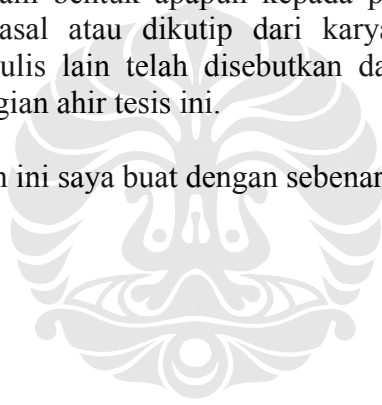 bentuk apapun kepada p
asal atau dikutip dari karya
ulis lain telah disebutkan da
gian ahir tesis ini.
n ini saya buat dengan sebenar